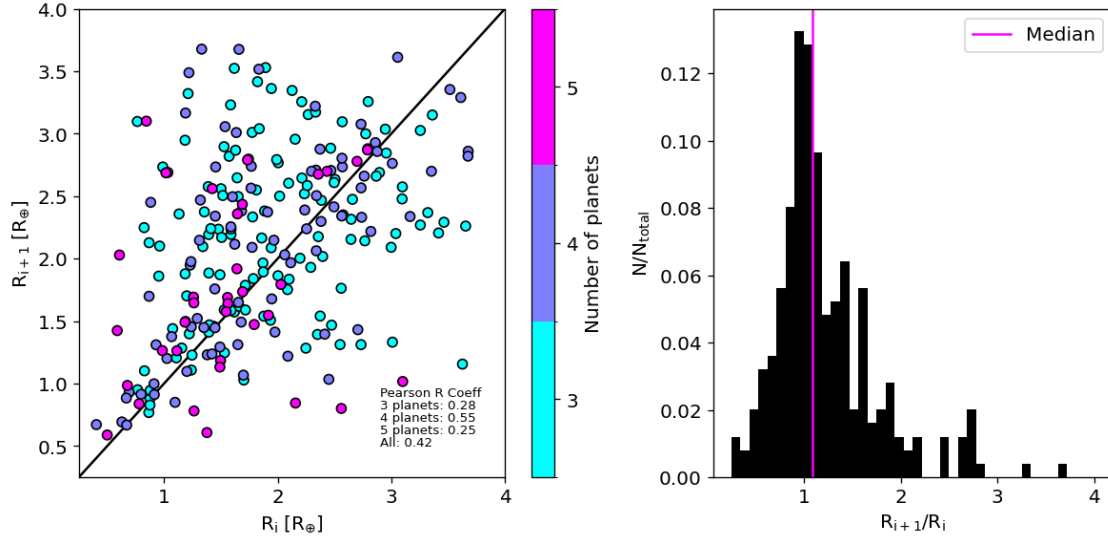 4.0
3.5
3.0
2.5
2.0
1.5
1.0
0.5
R_{i+1} [R_⊕]
1
2
3
4
R_i [R_⊕]
Pearson R Coeff
3 planets: 0.28
4 planets: 0.55
5 planets: 0.25
All: 0.42
5
4
3
Number of planets
0.12
0.10
0.08
0.06
0.04
0.02
0.00
N/N_{total}
Median
1
2
3
4
R_{i+1}/R_i